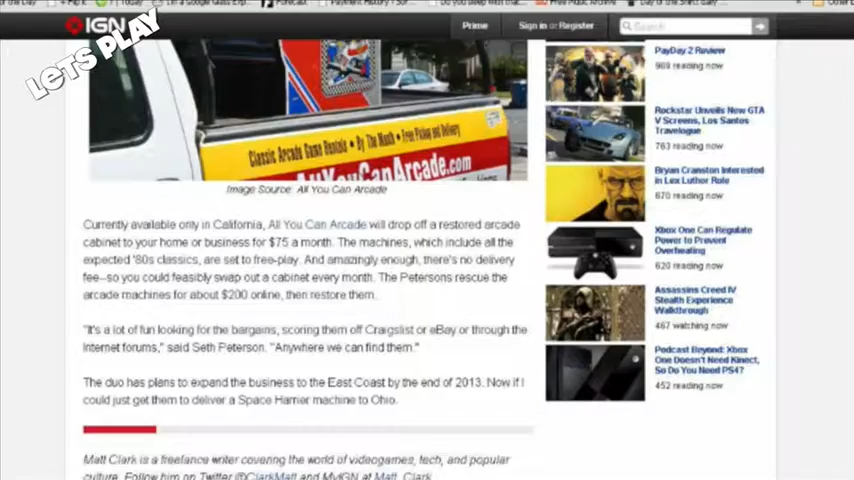 LETS PLAY
IGN
Prime
Sign in or Register
Search
Classic Arcade Game Rentals • By The Month • Free Pickup and Delivery
AllYouCanArcade.com
Image Source: All You Can Arcade
Currently available only in California, All You Can Arcade will drop off a restored arcade
cabinet to your home or business for $75 a month. The machines, which include all the
expected '80s classics, are set to free-play. And amazingly enough, there's no delivery
fee--so you could feasibly swap out a cabinet every month. The Petersons rescue the
arcade machines for about $200 online, then restore them.
"It's a lot of fun looking for the bargains, scoring them off Craigslist or eBay or through the
Internet forums," said Seth Peterson. "Anywhere we can find them."
The duo has plans to expand the business to the East Coast by the end of 2013. Now if I
could just get them to deliver a Space Harrier machine to Ohio.
Matt Clark is a freelance writer covering the world of videogames, tech, and popular
culture. Follow him on Twitter @ClarkMatt and MyIGN at Matt_Clark
PayDay 2 Review
969 reading now
Rockstar Unveils New GTA
V Screens, Los Santos
Travelogue
763 reading now
Bryan Cranston Interested
in Lex Luthor Role
670 reading now
Xbox One Can Regulate
Power to Prevent
Overheating
620 reading now
Assassins Creed IV
Stealth Experience
Walkthrough
467 watching now
Podcast Beyond: Xbox
One Doesn't Need Kinect,
So Do You Need PS4?
452 reading now